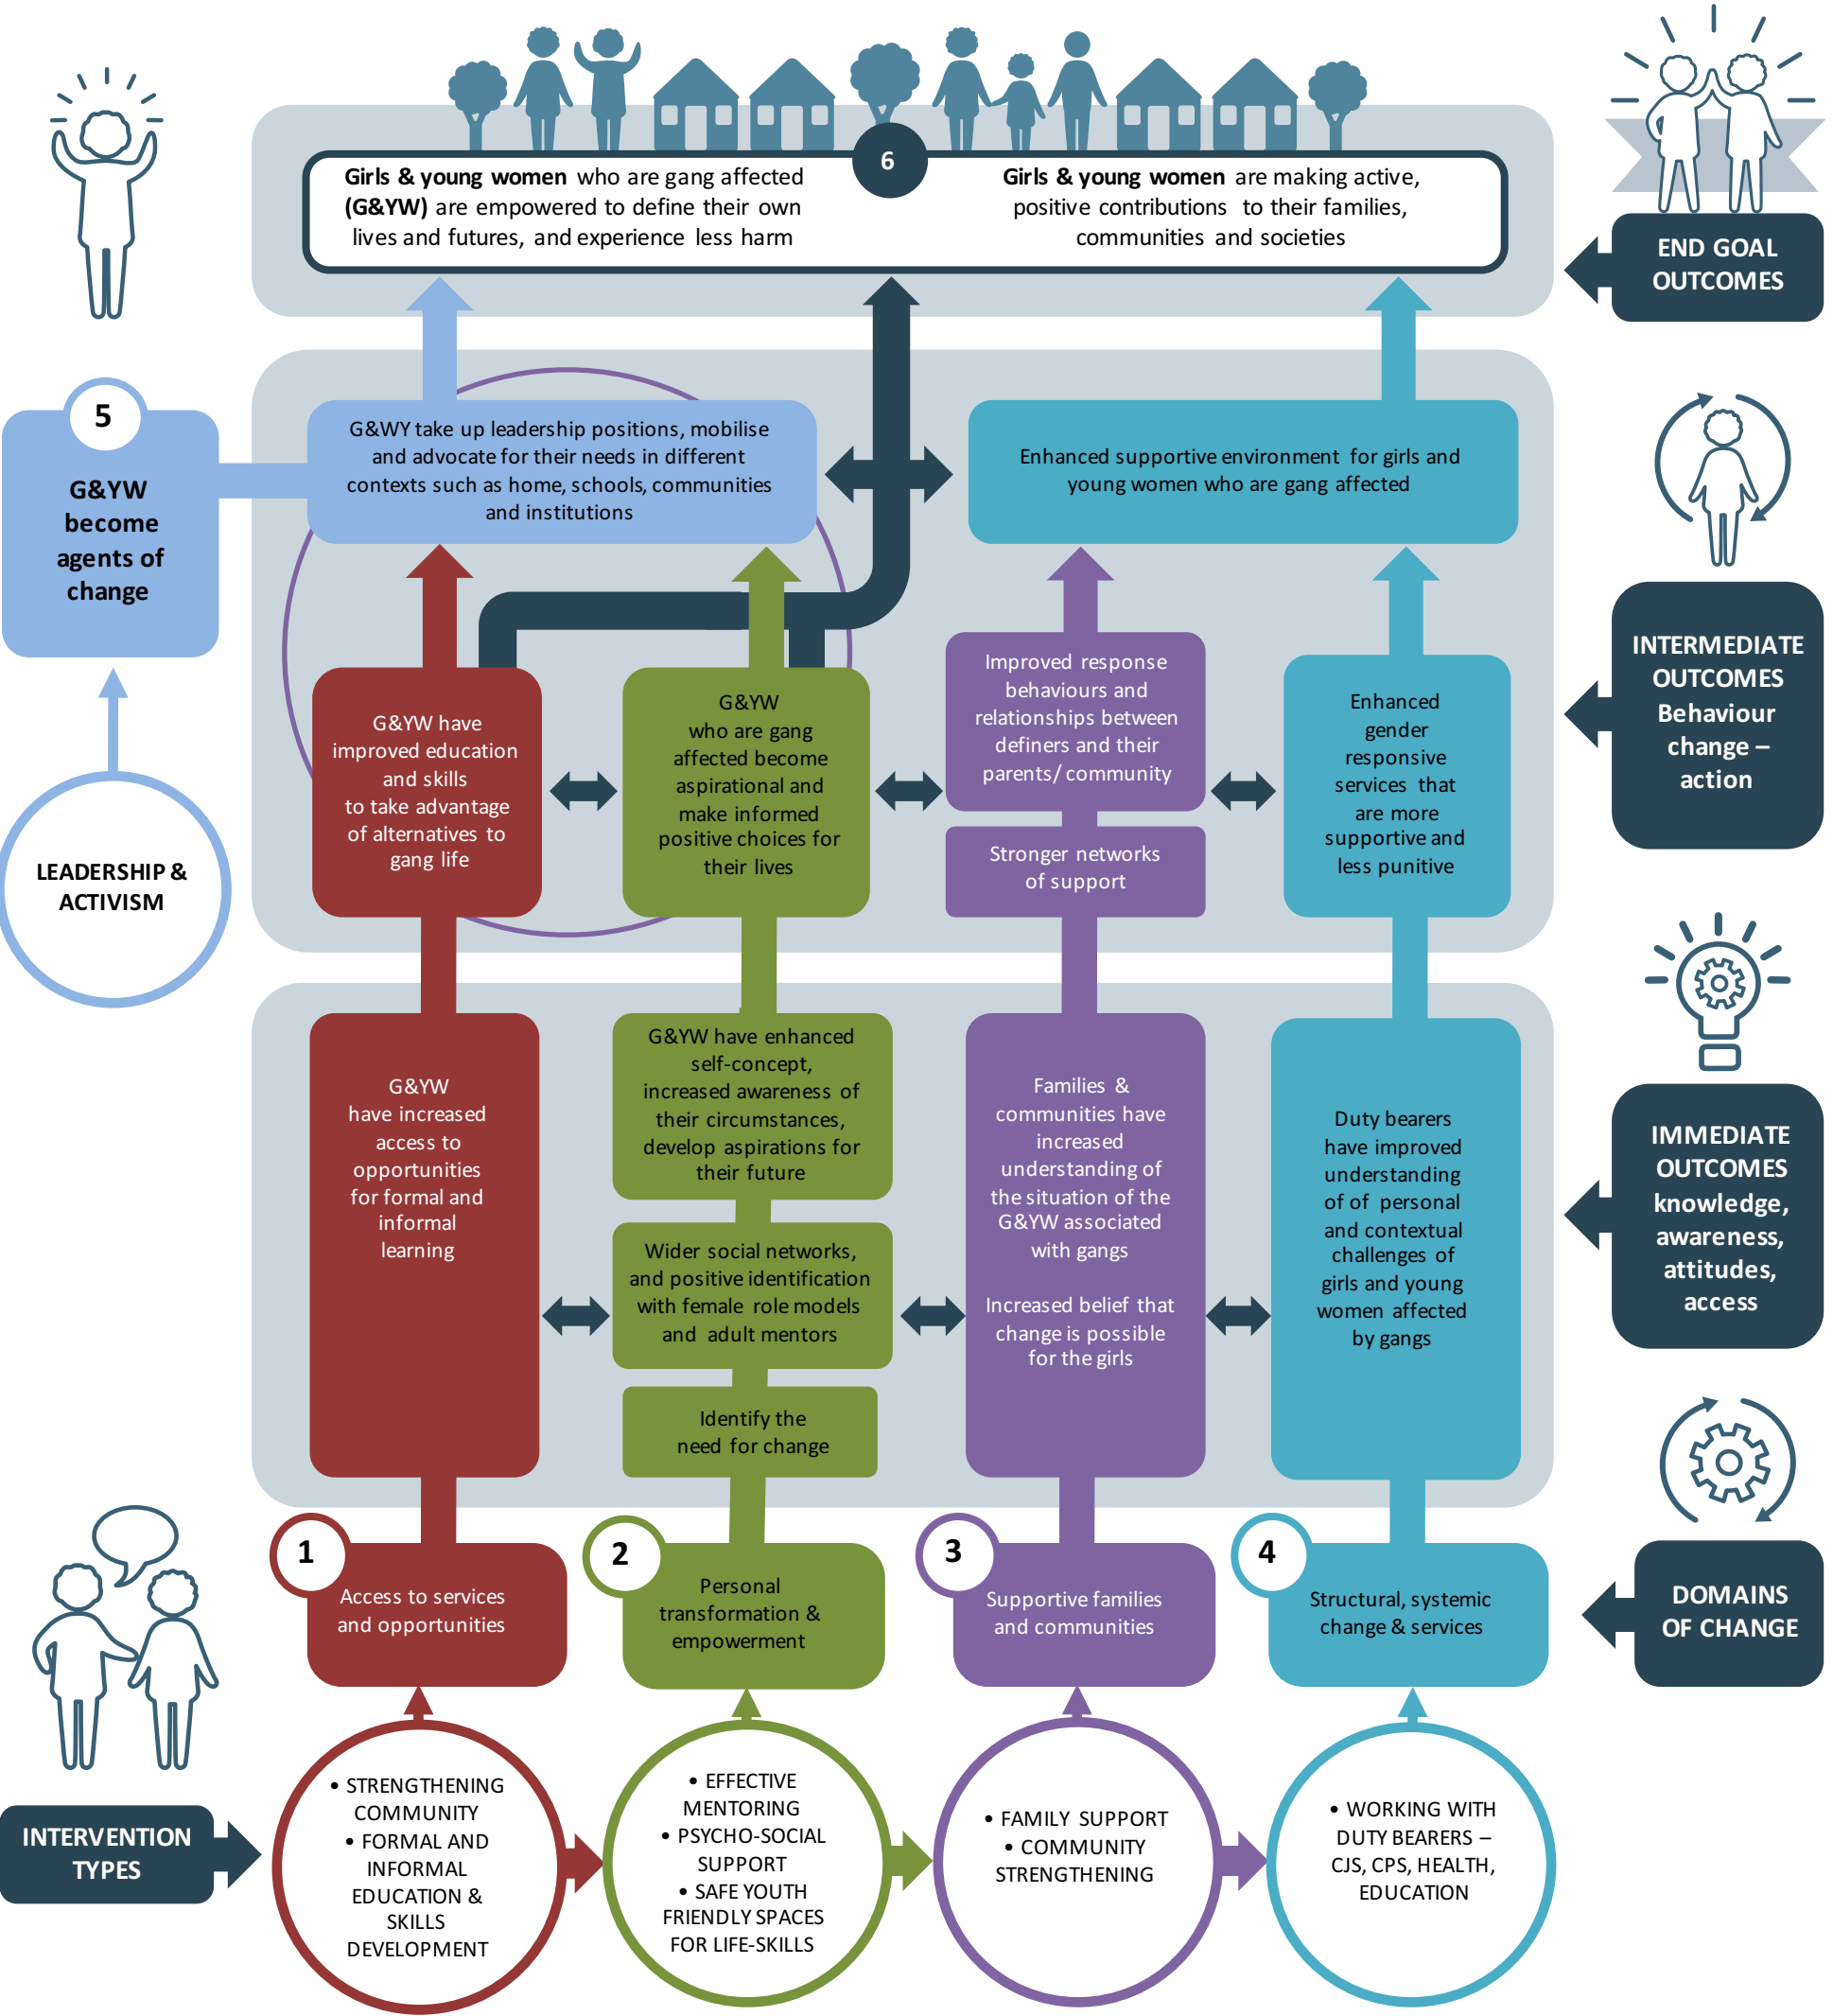 6
Girls & young women who are gang affected
(G&YW) are empowered to define their own
lives and futures, and experience less harm
Girls & young women are making active,
positive contributions to their families,
communities and societies
END GOAL
OUTCOMES
5
G&YW
become
agents of
change
G&WY take up leadership positions, mobilise
and advocate for their needs in different
contexts such as home, schools, communities
and institutions
Enhanced supportive environment for girls and
young women who are gang affected
LEADERSHIP &
ACTIVISM
G&YW have
improved education
and skills
to take advantage
of alternatives to
gang life
G&YW
who are gang
affected become
aspirational and
make informed
positive choices for
their lives
Improved response
behaviours and
relationships between
definers and their
parents/ community
Stronger networks
of support
Enhanced
gender
responsive
services that
are more
supportive and
less punitive
INTERMEDIATE
OUTCOMES
Behaviour
change –
action
G&YW
have increased
access to
opportunities
for formal and
informal
learning
G&YW have enhanced
self-concept,
increased awareness of
their circumstances,
develop aspirations for
their future
Wider social networks,
and positive identification
with female role models
and adult mentors
Identify the
need for change
Families &
communities have
increased
understanding of
the situation of the
G&YW associated
with gangs
Increased belief that
change is possible
for the girls
Duty bearers
have improved
understanding
of of personal
and contextual
challenges of
girls and young
women affected
by gangs
IMMEDIATE
OUTCOMES
knowledge,
awareness,
attitudes,
access
1
Access to services
and opportunities
2
Personal
transformation &
empowerment
3
Supportive families
and communities
4
Structural, systemic
change & services
DOMAINS
OF CHANGE
INTERVENTION
TYPES
• STRENGTHENING
COMMUNITY
• FORMAL AND
INFORMAL
EDUCATION &
SKILLS
DEVELOPMENT
• EFFECTIVE
MENTORING
• PSYCHO-SOCIAL
SUPPORT
• SAFE YOUTH
FRIENDLY SPACES
FOR LIFE-SKILLS
• FAMILY SUPPORT
• COMMUNITY
STRENGTHENING
• WORKING WITH
DUTY BEARERS –
CJS, CPS, HEALTH,
EDUCATION